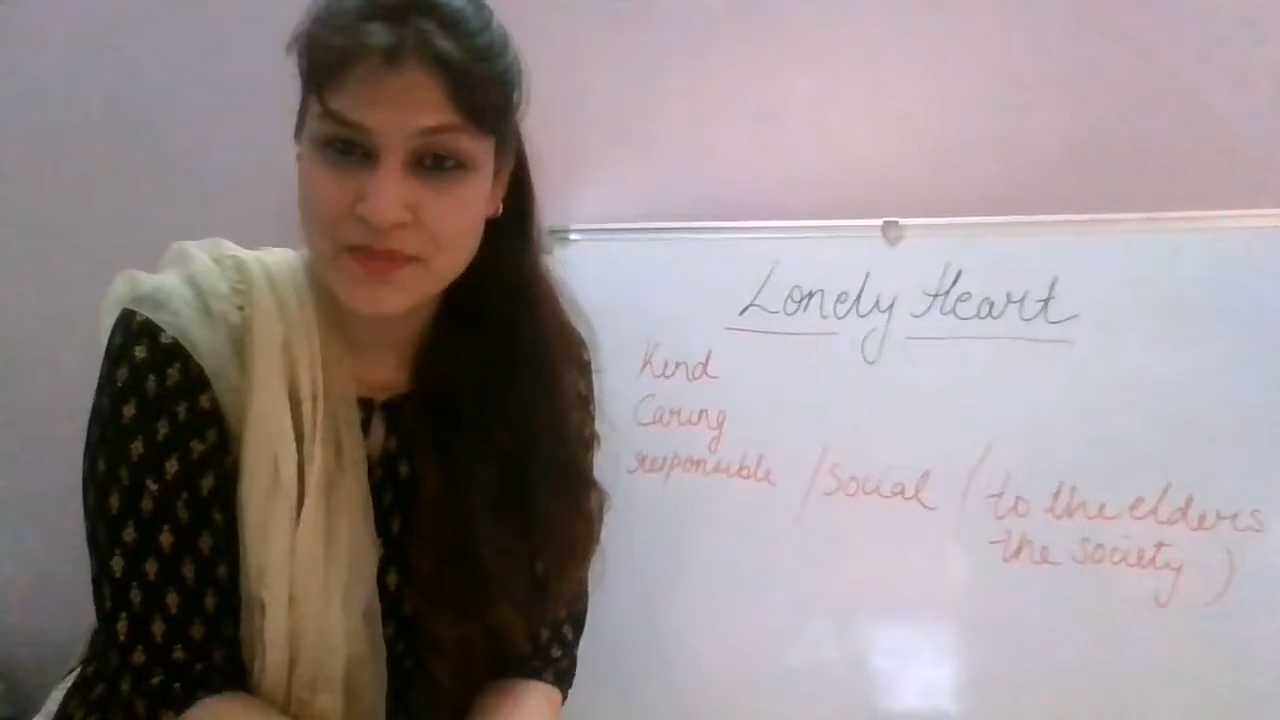 Lonely Heart
Kind
Caring
responsible / Social ( to the elders
the society )